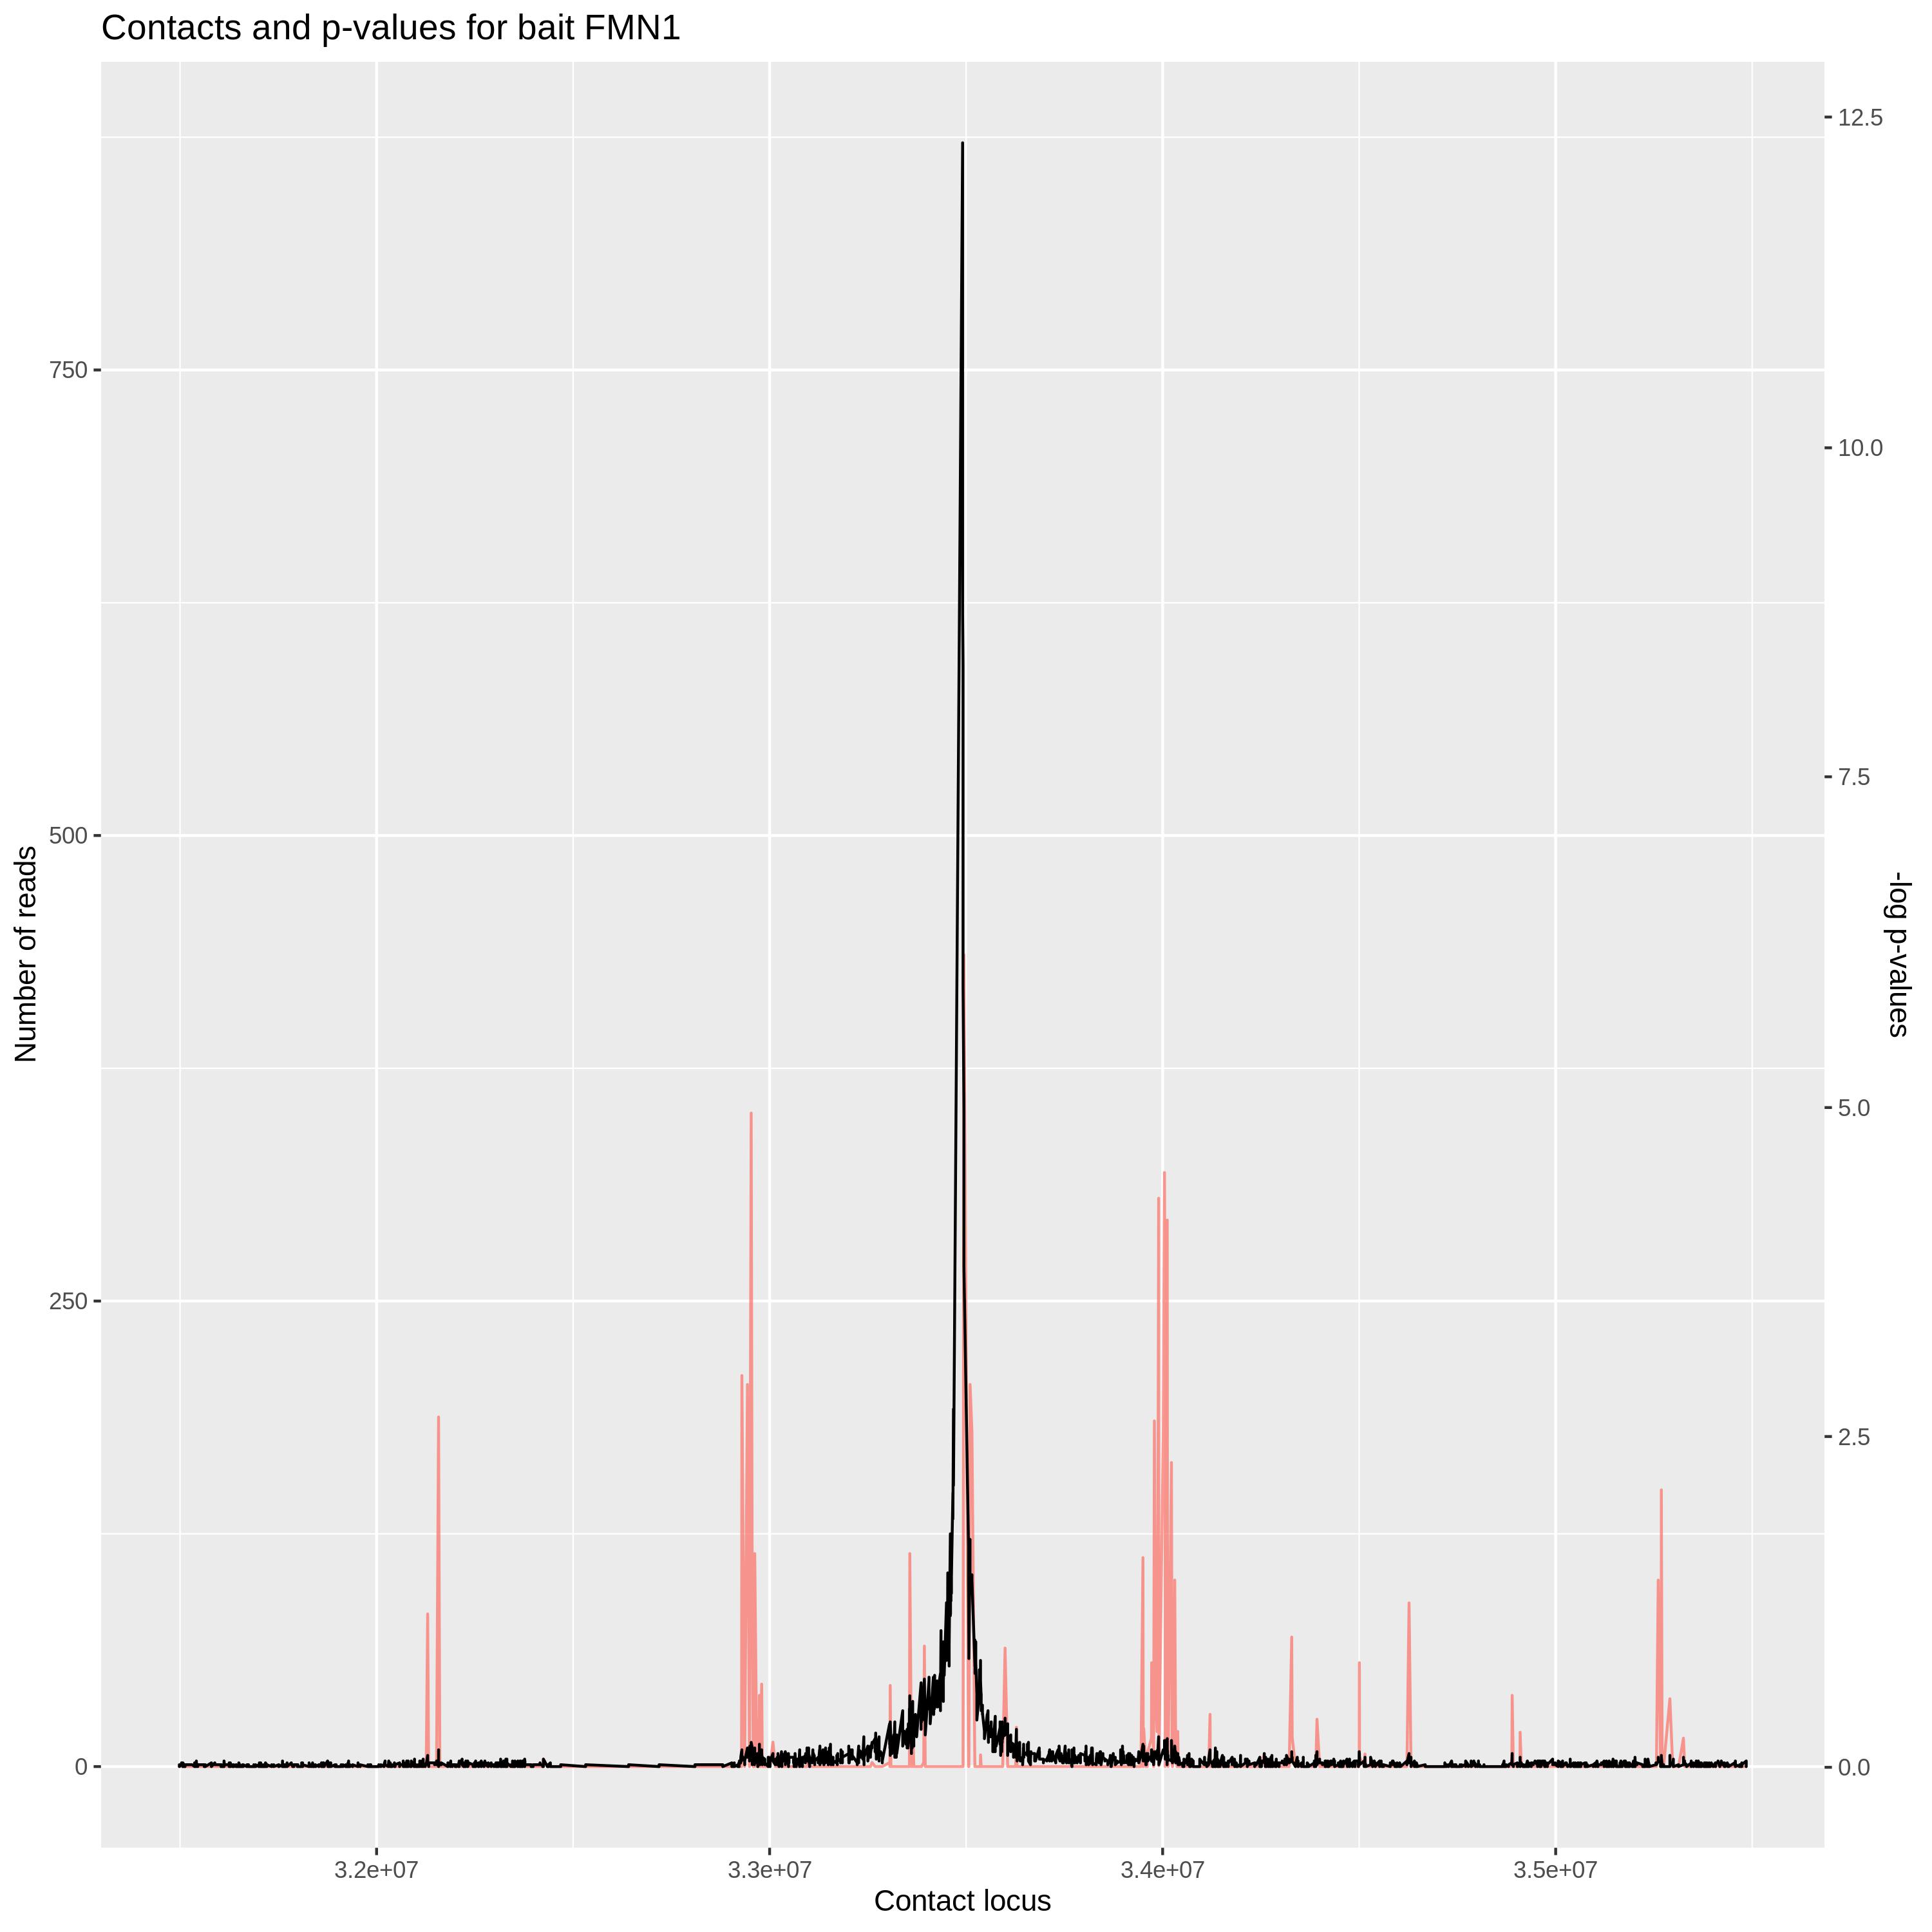 Contacts and p-values for bait FMN1
12.5
10.0
7.5
5.0
2.5
0.0
750
500
250
0
Number of reads
-log p-values
3.2e+07
3.3e+07
3.4e+07
3.5e+07
Contact locus